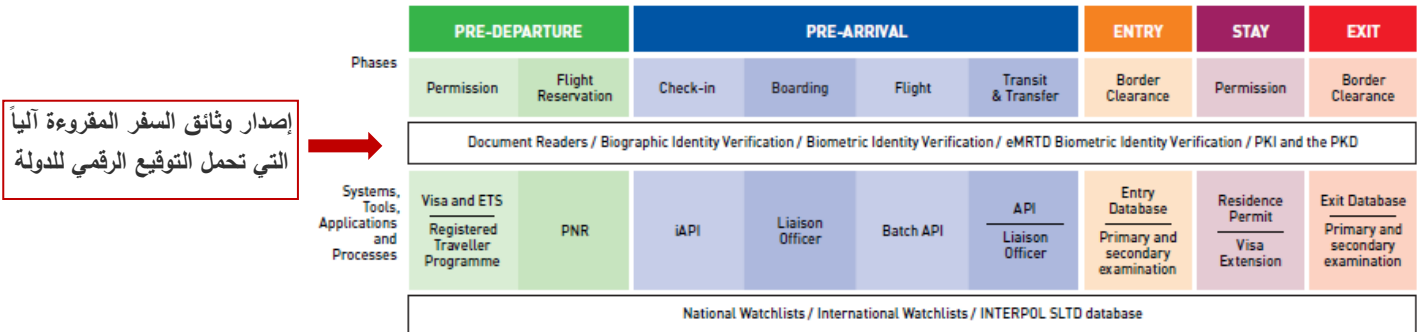 PRE-DEPARTURE PRE-ARRIVAL ENTRY STAY EXIT
Phases
Permission
Flight
Reservation
Check-in
Boarding
Flight
Transit
& Transfer
Border
Clearance
Permission
Border
Clearance
إصدار وثائق السفر المقروءة آلياً
التي تحمل التوقيع الرقمي للدولة
Document Readers / Biographic Identity Verification / Biometric Identity Verification / eMRTD Biometric Identity Verification / PKI and the PKD
Systems,
Tools,
Applications
and
Processes
Visa and ETS
Registered
Traveller
Programme
PNR
iAPI
Liaison
Officer
Batch API
API
Liaison
Officer
Entry
Database
Primary and
secondary
examination
Residence
Permit
Visa
Extension
Exit Database
Primary and
secondary
examination
National Watchlists / International Watchlists / INTERPOL SLTD database